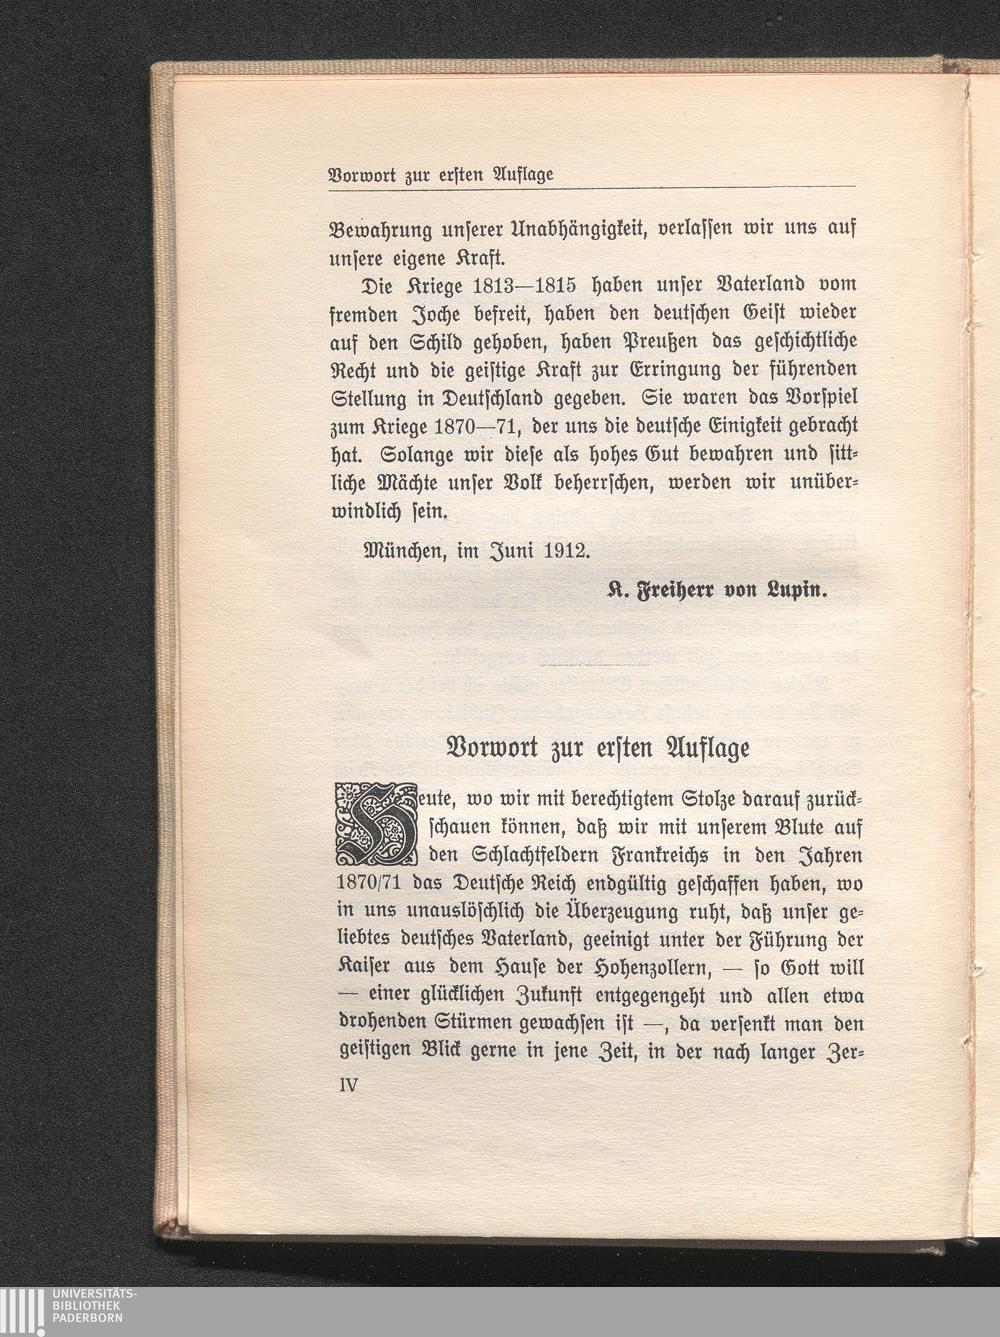 Vorwort zur ersten Auflage
Bewahrung unserer Unabhängigkeit, verlassen wir uns auf
unsere eigene Kraft.
Die Kriege 1813—1815 haben unser Vaterland vom
fremden Joche befreit, haben den deutschen Geist wieder
auf den Schild gehoben, haben Preußen das geschichtliche
Recht und die geistige Kraft zur Erringung der führenden
Stellung in Deutschland gegeben. Sie waren das Vorspiel
zum Kriege 1870—71, der uns die deutsche Einigkeit gebracht
hat. Solange wir diese als hohes Gut bewahren und sitt-
liche Mächte unser Volk beherrschen, werden wir unüber-
windlich sein.
München, im Juni 1912.
K. Freiherr von Lupin.
Vorwort zur ersten Auflage
Heute, wo wir mit berechtigtem Stolze darauf zurück-
schauen können, daß wir mit unserem Blute auf
den Schlachtfeldern Frankreichs in den Jahren
1870/71 das Deutsche Reich endgültig geschaffen haben, wo
in uns unauslöschlich die Überzeugung ruht, daß unser ge-
liebtes deutsches Vaterland, geeinigt unter der Führung der
Kaiser aus dem Hause der Hohenzollern, — so Gott will
— einer glücklichen Zukunft entgegengeht und allen etwa
drohenden Stürmen gewachsen ist —, da versenkt man den
geistigen Blick gerne in jene Zeit, in der nach langer Zer-
IV
UNIVERSITÄTS-
BIBLIOTHEK
PADERBORN